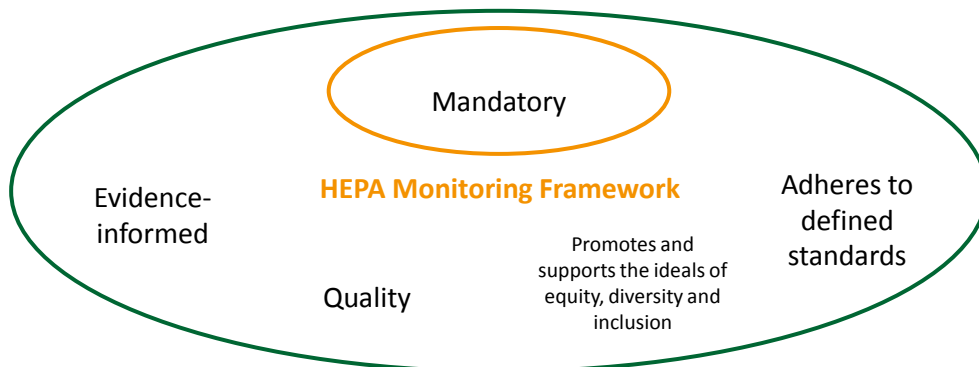 Mandatory
HEPA Monitoring Framework
Evidence-
informed
Adheres to
defined
standards
Quality
Promotes and
supports the ideals of
equity, diversity and
inclusion